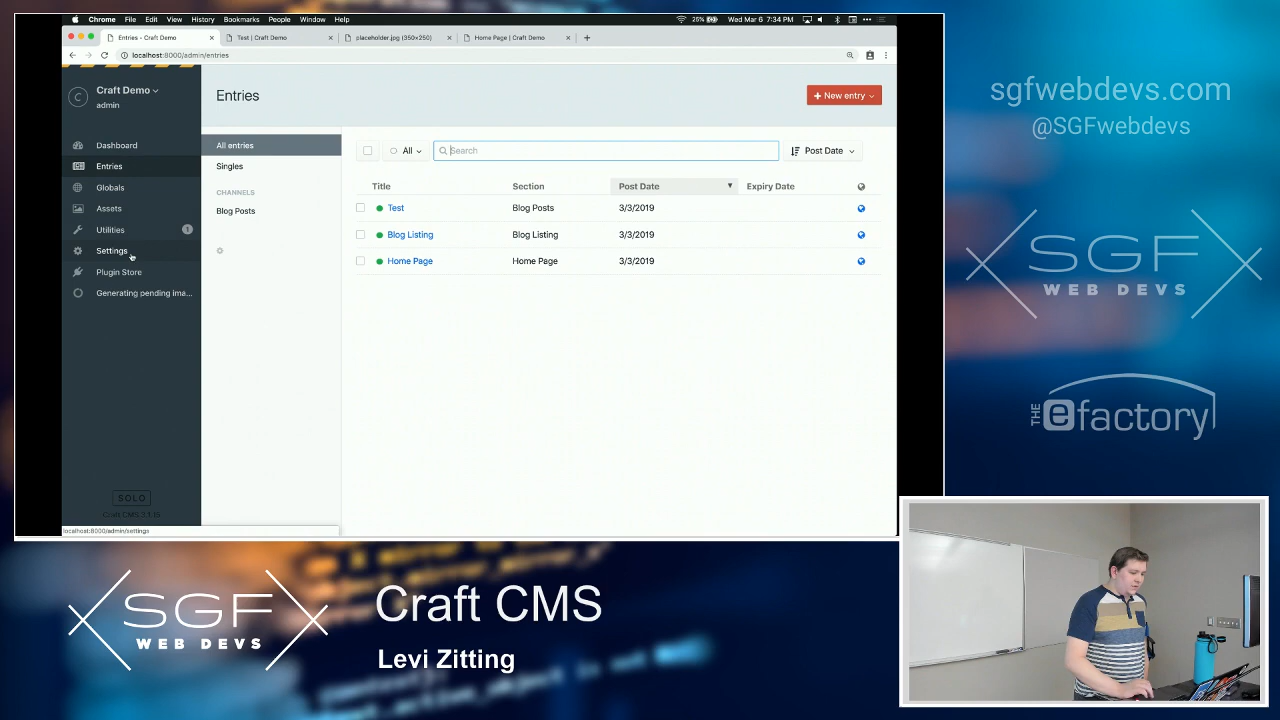 Chrome File Edit View History Bookmarks People Window Help
25% Wed Mar 6 7:34 PM
Entries - Craft Demo
Test | Craft Demo
placeholder.jpg (350×250)
Home Page | Craft Demo
localhost:8000/admin/entries
C
Craft Demo
admin
Dashboard
Entries
Globals
Assets
Utilities 1
Settings
Plugin Store
Generating pending ima...
SOLO
Craft CMS 3.1.15
localhost:8000/admin/settings
Entries
+ New entry
All entries
Singles
CHANNELS
Blog Posts
All
Search
Post Date
Title Section Post Date Expiry Date
Test Blog Posts 3/3/2019
Blog Listing Blog Listing 3/3/2019
Home Page Home Page 3/3/2019
sgfwebdevs.com
@SGFwebdevs
SGF
WEB DEVS
THE efactory
SGF
WEB DEVS
Craft CMS
Levi Zitting